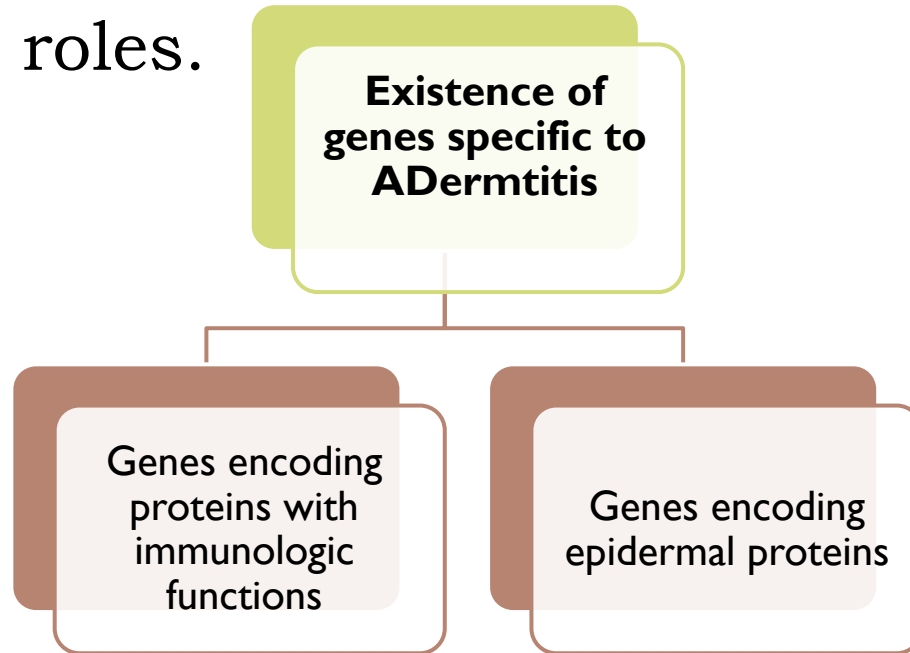 roles.
Existence of
genes specific to
ADermtitis
Genes encoding
proteins with
immunologic
functions
Genes encoding
epidermal proteins